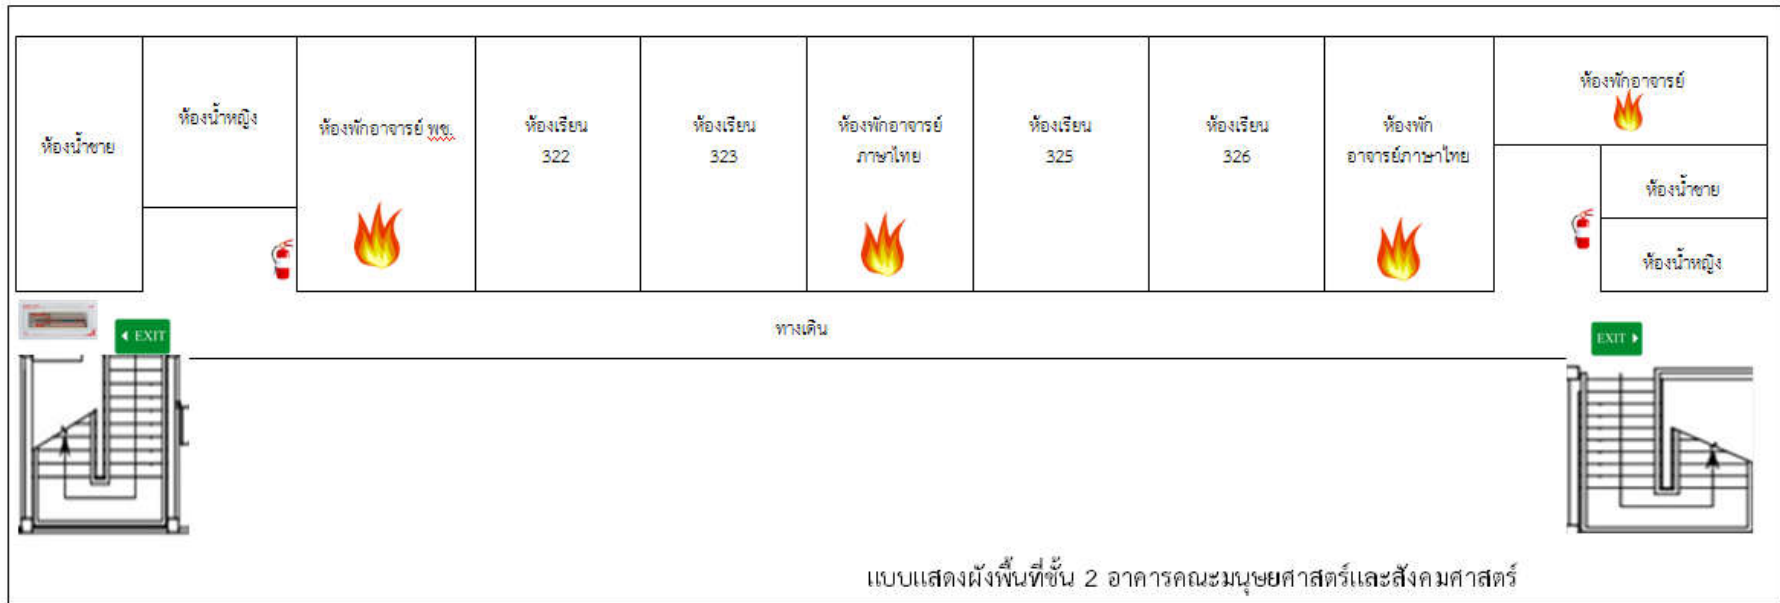 ห้องน้ำชาย
ห้องน้ำหญิง
ห้องพักอาจารย์ พช.
ห้องเรียน
322
ห้องเรียน
323
ห้องพักอาจารย์
ภาษาไทย
ห้องเรียน
325
ห้องเรียน
326
ห้องพัก
อาจารย์ภาษาไทย
ห้องพักอาจารย์
ห้องน้ำชาย
ห้องน้ำหญิง
EXIT
ทางเดิน
EXIT
แบบแสดงผังพื้นที่ชั้น 2 อาคารคณะมนุษยศาสตร์และสังคมศาสตร์